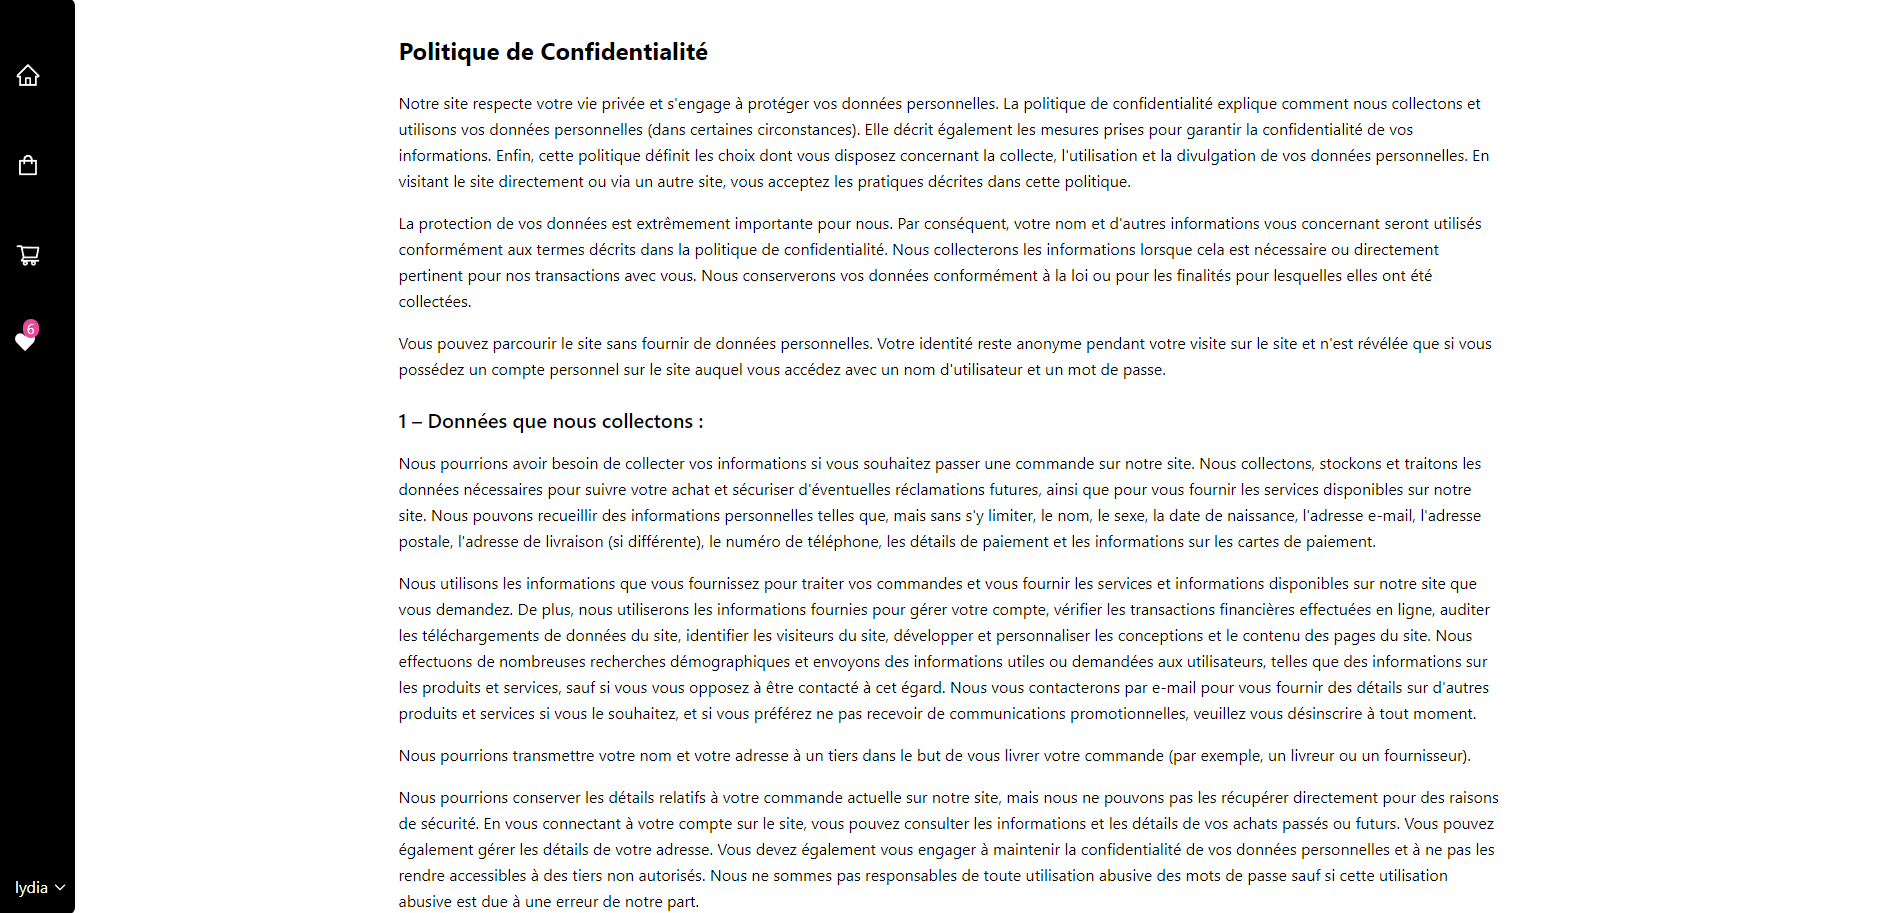 Politique de Confidentialité
Notre site respecte votre vie privée et s'engage à protéger vos données personnelles. La politique de confidentialité explique comment nous collectons et
utilisons vos données personnelles (dans certaines circonstances). Elle décrit également les mesures prises pour garantir la confidentialité de vos
informations. Enfin, cette politique définit les choix dont vous disposez concernant la collecte, l'utilisation et la divulgation de vos données personnelles. En
visitant le site directement ou via un autre site, vous acceptez les pratiques décrites dans cette politique.
La protection de vos données est extrêmement importante pour nous. Par conséquent, votre nom et d'autres informations vous concernant seront utilisés
conformément aux termes décrits dans la politique de confidentialité. Nous collecterons les informations lorsque cela est nécessaire ou directement
pertinent pour nos transactions avec vous. Nous conserverons vos données conformément à la loi ou pour les finalités pour lesquelles elles ont été
collectées.
6
Vous pouvez parcourir le site sans fournir de données personnelles. Votre identité reste anonyme pendant votre visite sur le site et n'est révélée que si vous
possédez un compte personnel sur le site auquel vous accédez avec un nom d'utilisateur et un mot de passe.
1 – Données que nous collectons :
Nous pourrions avoir besoin de collecter vos informations si vous souhaitez passer une commande sur notre site. Nous collectons, stockons et traitons les
données nécessaires pour suivre votre achat et sécuriser d'éventuelles réclamations futures, ainsi que pour vous fournir les services disponibles sur notre
site. Nous pouvons recueillir des informations personnelles telles que, mais sans s'y limiter, le nom, le sexe, la date de naissance, l'adresse e-mail, l'adresse
postale, l'adresse de livraison (si différente), le numéro de téléphone, les détails de paiement et les informations sur les cartes de paiement.
Nous utilisons les informations que vous fournissez pour traiter vos commandes et vous fournir les services et informations disponibles sur notre site que
vous demandez. De plus, nous utiliserons les informations fournies pour gérer votre compte, vérifier les transactions financières effectuées en ligne, auditer
les téléchargements de données du site, identifier les visiteurs du site, développer et personnaliser les conceptions et le contenu des pages du site. Nous
effectuons de nombreuses recherches démographiques et envoyons des informations utiles ou demandées aux utilisateurs, telles que des informations sur
les produits et services, sauf si vous vous opposez à être contacté à cet égard. Nous vous contacterons par e-mail pour vous fournir des détails sur d'autres
produits et services si vous le souhaitez, et si vous préférez ne pas recevoir de communications promotionnelles, veuillez vous désinscrire à tout moment.
Nous pourrions transmettre votre nom et votre adresse à un tiers dans le but de vous livrer votre commande (par exemple, un livreur ou un fournisseur).
Nous pourrions conserver les détails relatifs à votre commande actuelle sur notre site, mais nous ne pouvons pas les récupérer directement pour des raisons
de sécurité. En vous connectant à votre compte sur le site, vous pouvez consulter les informations et les détails de vos achats passés ou futurs. Vous pouvez
également gérer les détails de votre adresse. Vous devez également vous engager à maintenir la confidentialité de vos données personnelles et à ne pas les
rendre accessibles à des tiers non autorisés. Nous ne sommes pas responsables de toute utilisation abusive des mots de passe sauf si cette utilisation
abusive est due à une erreur de notre part.
lydia